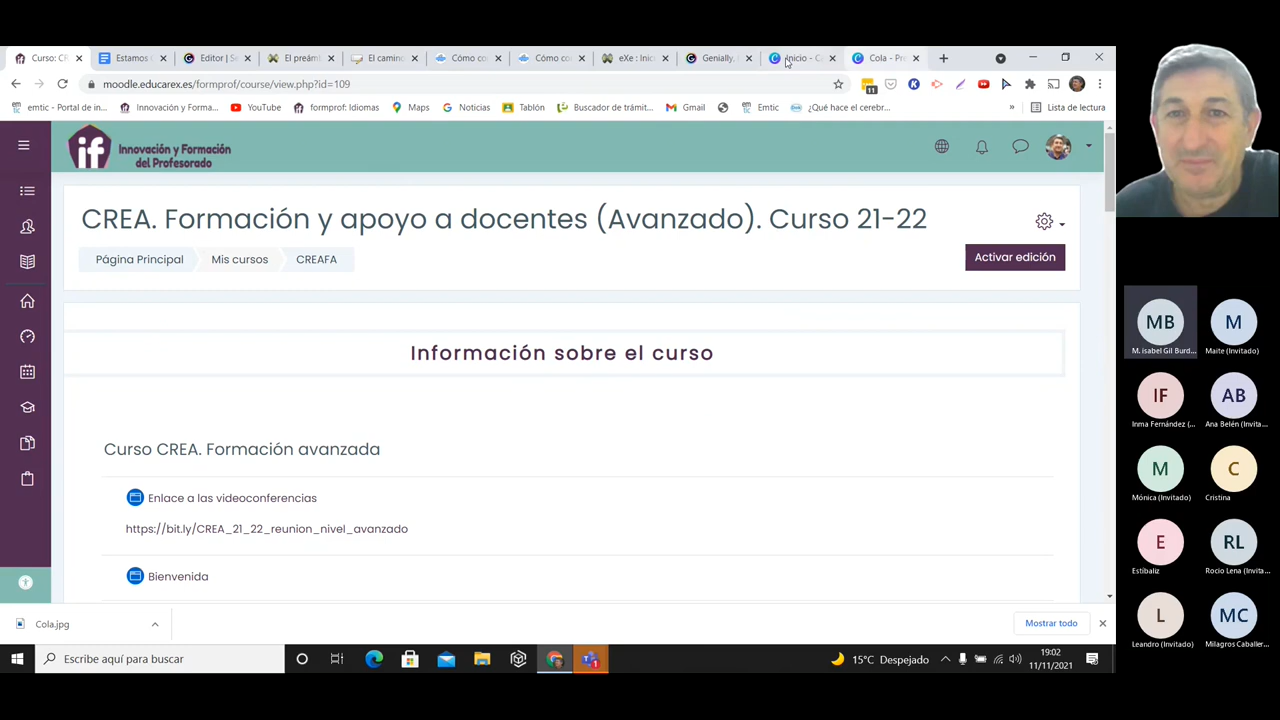 Curso: CR
Estamos
Editor | Se
El preám
El camin
Cómo co
Cómo co
eXe : Inic
Genially,
Inicio - C
Cola - Pr
moodle.educarex.es/formprof/course/view.php?id=109
11
emtic - Portal de in...
Innovación y Forma...
YouTube
formprof: Idiomas
Maps
Noticias
Tablón
Buscador de trámit...
Gmail
Emtic
¿Qué hace el cerebr...
»
Lista de lectura
if Innovación y Formación
del Profesorado
CREA. Formación y apoyo a docentes (Avanzado). Curso 21-22
Página Principal
Mis cursos
CREAFA
Activar edición
Información sobre el curso
Curso CREA. Formación avanzada
Enlace a las videoconferencias
https://bit.ly/CREA_21_22_reunion_nivel_avanzado
Bienvenida
Cola.jpg
Mostrar todo
Escribe aquí para buscar
15°C Despejado
19:02
11/11/2021
MB
M. isabel Gil Burd...
M
Maite (Invitado)
IF
Inma Fernández (...
AB
Ana Belén (Invita...
M
Mónica (Invitado)
C
Cristina
E
Estíbaliz
RL
Rocio Lena (Invita...
L
Leandro (Invitado)
MC
Milagros Caballer...